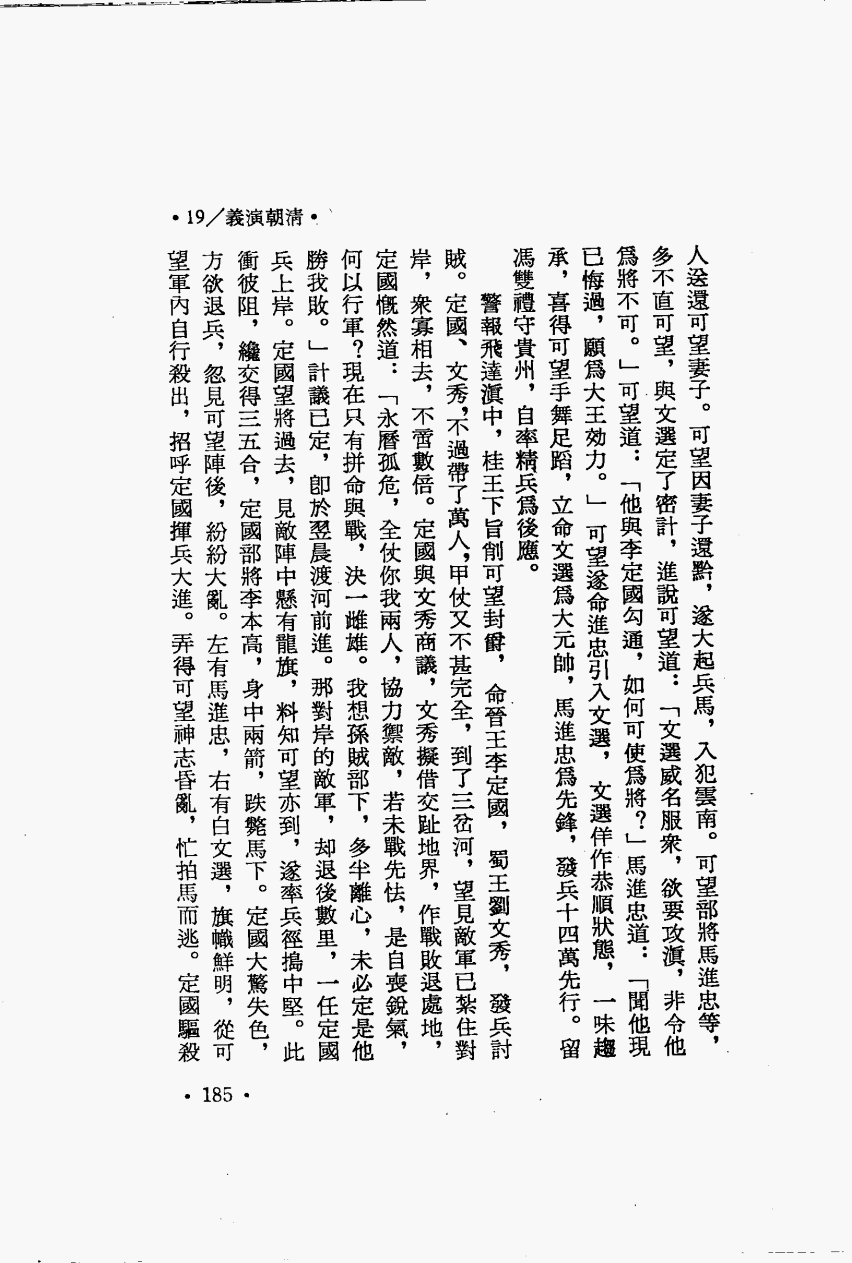 •19/義演朝清•
人送還可望妻子。可望因妻子還黔，遂大起兵馬，入犯雲南。可望部將馬進忠等，
多不直可望，與文選定了密計，進說可望道：「文選威名服衆，欲要攻滇，非令他
爲將不可。」可望道：「他與李定國勾通，如何可使爲將？」馬進忠道：「聞他現
已悔過，願爲大王効力。」可望遂命進忠引入文選，文選佯作恭順狀態，一味趨
承，喜得可望手舞足蹈，立命文選爲大元帥，馬進忠爲先鋒，發兵十四萬先行。留
馮雙禮守貴州，自率精兵爲後應。
警報飛達滇中，桂王下旨削可望封爵，命晉王李定國，蜀王劉文秀，發兵討
賊。定國、文秀，不過帶了萬人，甲仗又不甚完全，到了三岔河，望見敵軍已紮住對
岸，衆寡相去，不啻數倍。定國與文秀商議，文秀擬借交趾地界，作戰敗退處地，
定國慨然道：「永曆孤危，全仗你我兩人，協力禦敵，若未戰先怯，是自喪銳氣，
何以行軍？現在只有拼命與戰，決一雌雄。我想孫賊部下，多半離心，未必定是他
勝我敗。」計議已定，卽於翌晨渡河前進。那對岸的敵軍，却退後數里，一任定國
兵上岸。定國望將過去，見敵陣中懸有龍旗，料知可望亦到，遂率兵徑搗中堅。此
衝彼阻，纔交得三五合，定國部將李本高，身中兩箭，跌斃馬下。定國大驚失色，
方欲退兵，忽見可望陣後，紛紛大亂。左有馬進忠，右有白文選，旗幟鮮明，從可
望軍內自行殺出，招呼定國揮兵大進。弄得可望神志昏亂，忙拍馬而逃。定國驅殺
•185•